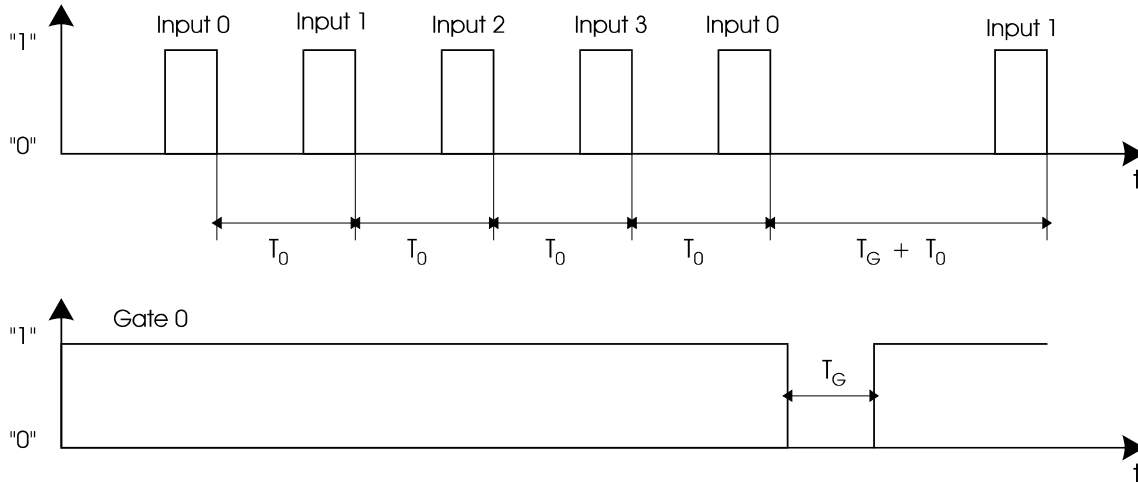 Input 0 Input 1 Input 2 Input 3 Input 0 Input 1
"1"
"0"
t
T0 T0 T0 T0 TG + T0
Gate 0
"1"
TG
"0"
t